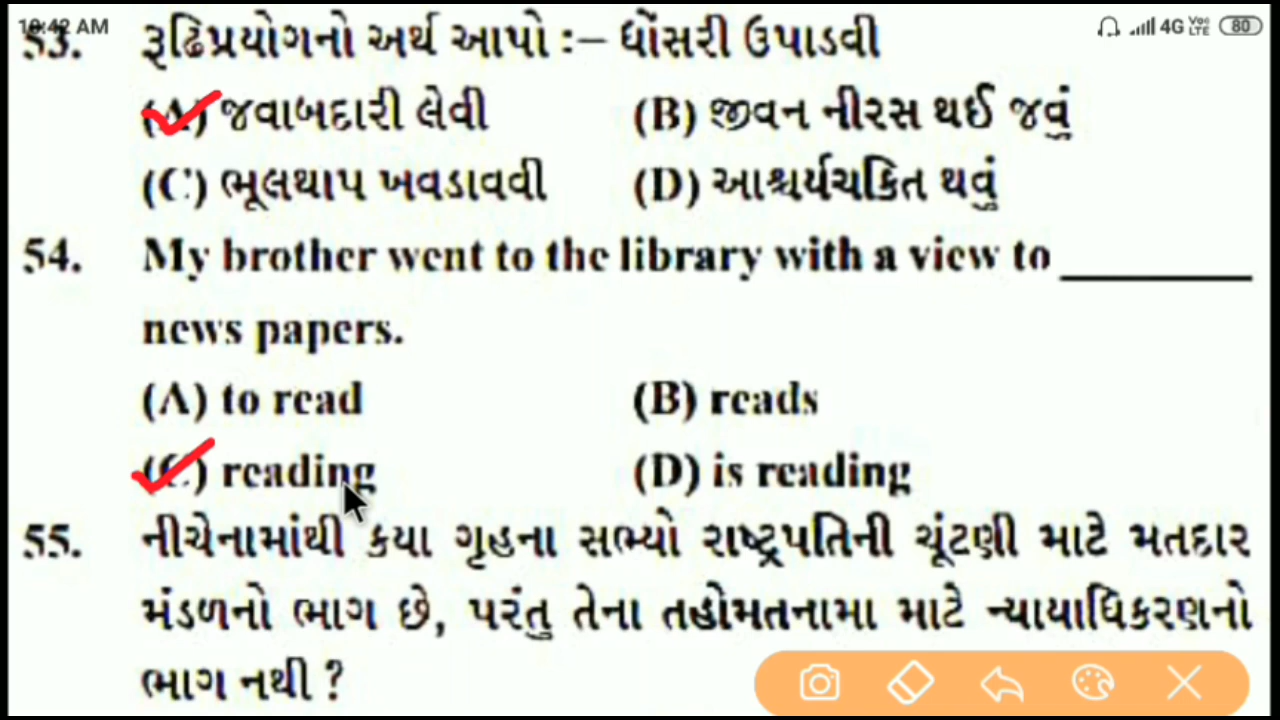 10:42 AM
4G Vo LTE 80
53. રૂઢિપ્રયોગનો અર્થ આપો :– ધોંસરી ઉપાડવી
(A) જવાબદારી લેવી (B) જીવન નીરસ થઈ જવું
(C) ભૂલથાપ ખવડાવવી (D) આશ્ચર્યચકિત થવું
54. My brother went to the library with a view to ________
news papers.
(A) to read (B) reads
(C) reading (D) is reading
55. નીચેનામાંથી કયા ગૃહના સભ્યો રાષ્ટ્રપતિની ચૂંટણી માટે મતદાર
મંડળનો ભાગ છે, પરંતુ તેના તહોમતનામા માટે ન્યાયાધિકરણનો
ભાગ નથી ?